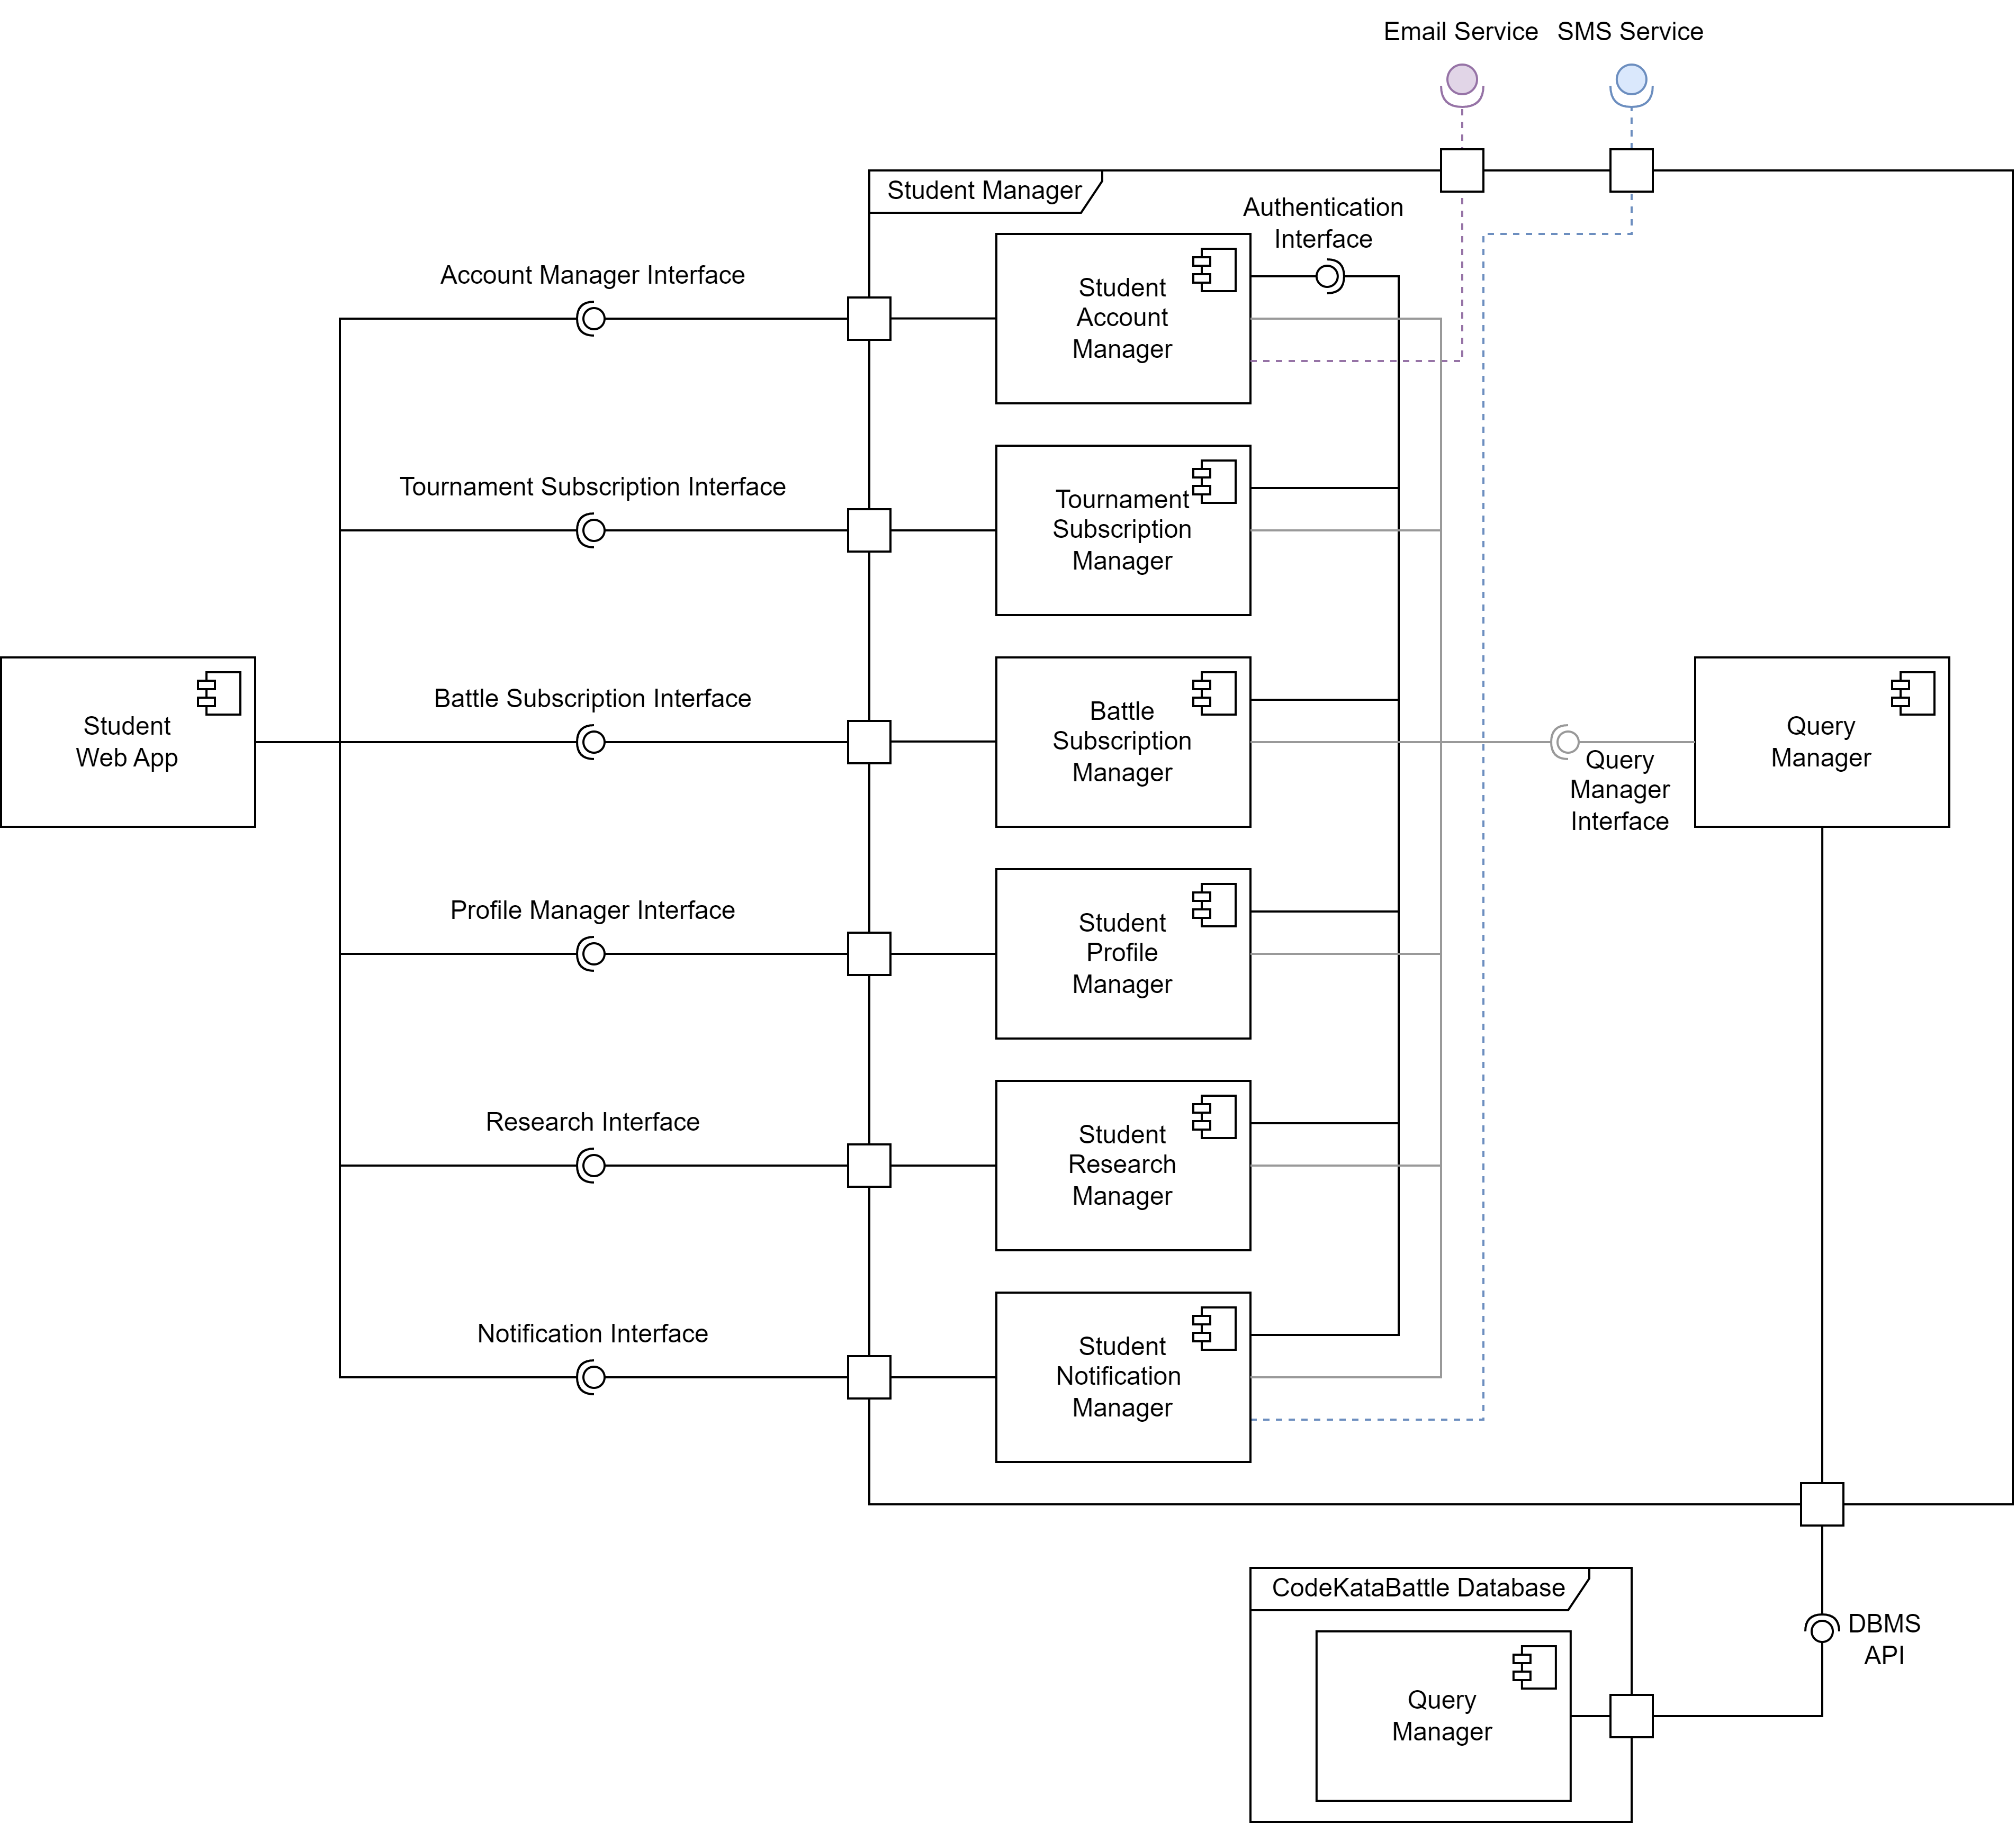 Email Service
SMS Service
Student Manager
Authentication
Interface
Account Manager Interface
Student
Account
Manager
Tournament Subscription Interface
Tournament
Subscription
Manager
Battle Subscription Interface
Student
Web App
Battle
Subscription
Manager
Query
Manager
Query
Manager
Interface
Profile Manager Interface
Student
Profile
Manager
Research Interface
Student
Research
Manager
Notification Interface
Student
Notification
Manager
CodeKataBattle Database
DBMS
API
Query
Manager